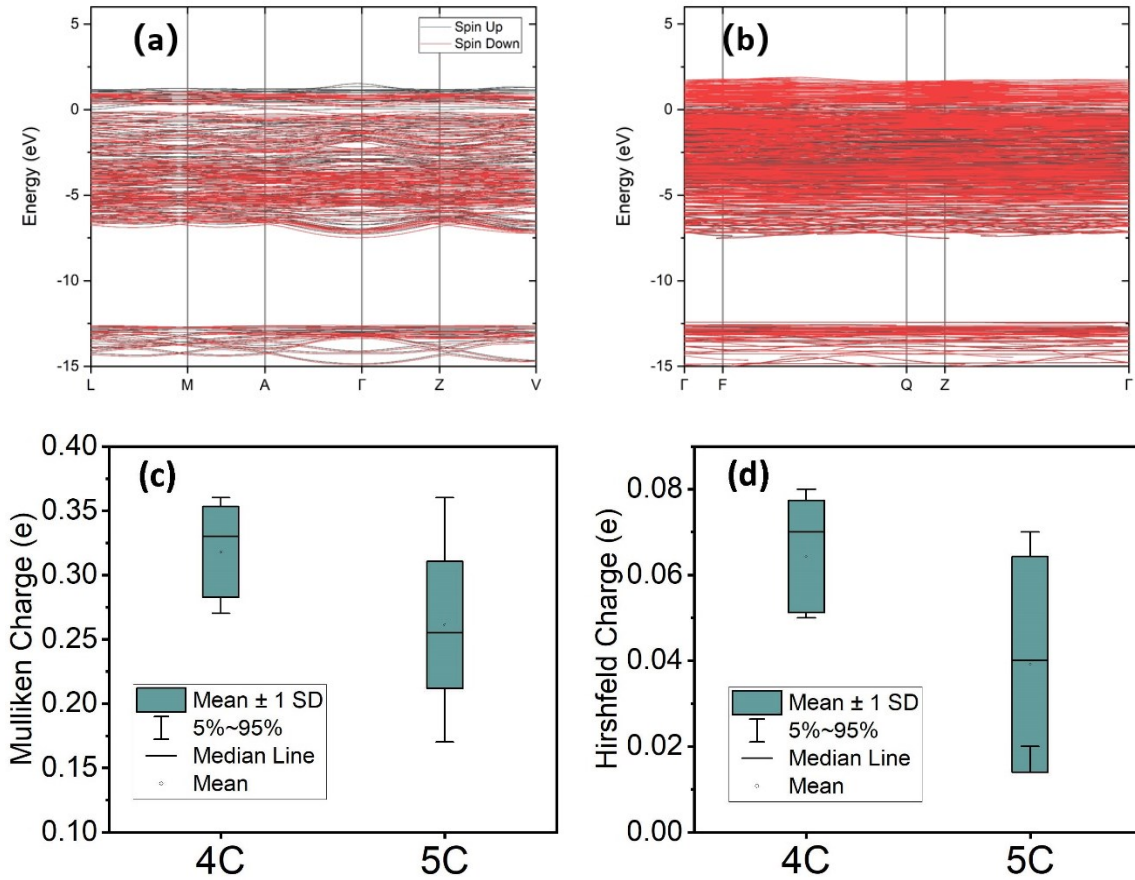 (a)
Spin Up
Spin Down
Energy (eV)
5
0
-5
-10
-15
L M A Γ Z V
(b)
Energy (eV)
5
0
-5
-10
-15
Γ F Q Z Γ
(c)
Mulliken Charge (e)
0.40
0.35
0.30
0.25
0.20
0.15
0.10
Mean ± 1 SD
5%~95%
Median Line
Mean
4C 5C
(d)
Hirshfeld Charge (e)
0.08
0.06
0.04
0.02
0.00
Mean ± 1 SD
5%~95%
Median Line
Mean
4C 5C